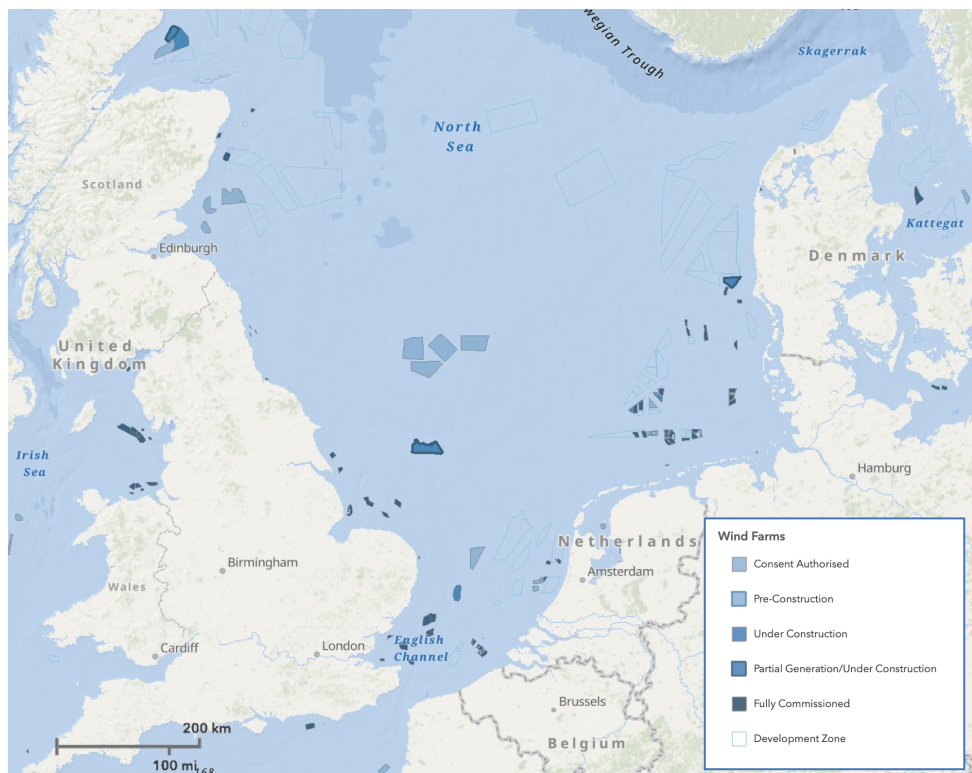 wegian Trough
Skagerrak
North
Sea
Scotland
Kattegat
Edinburgh
Denmark
United
Kingdom
Irish
Sea
Hamburg
Netherlands
Birmingham
Amsterdam
Wales
English
Channel
London
Cardiff
Brussels
Belgium
200 km
100 mi
168
Wind Farms
Consent Authorised
Pre-Construction
Under Construction
Partial Generation/Under Construction
Fully Commissioned
Development Zone